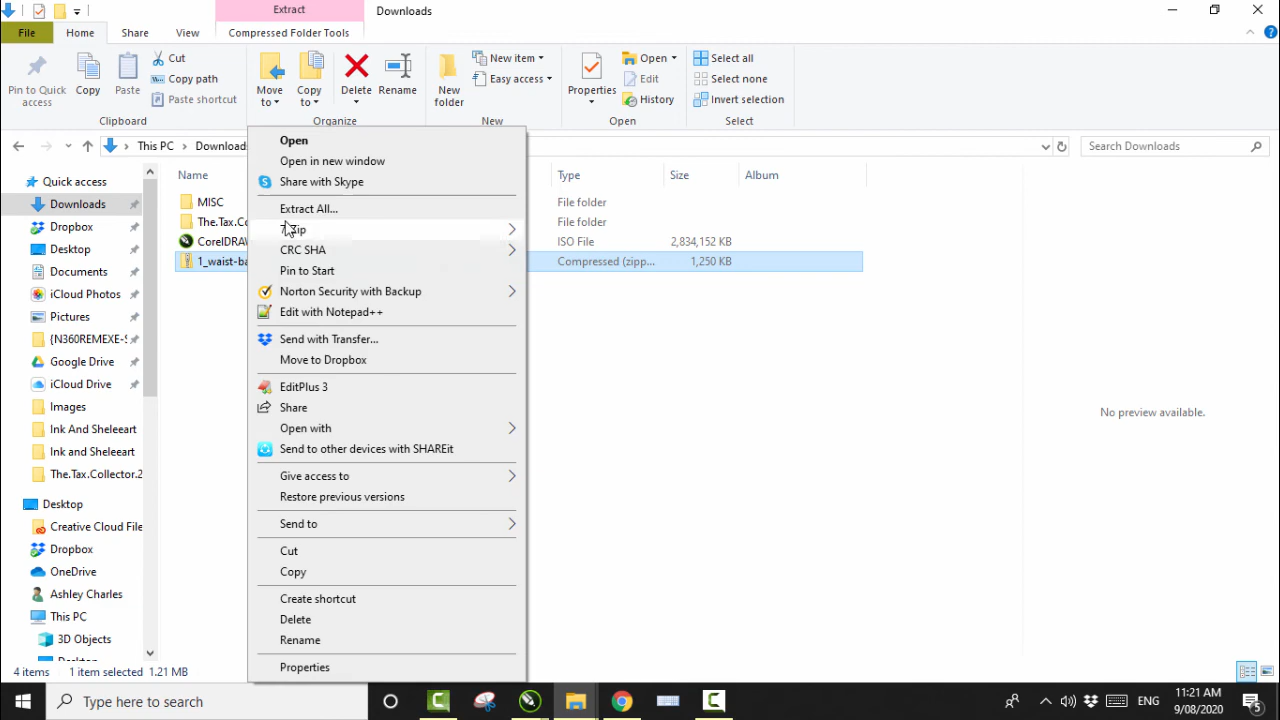 Extract
Downloads
File
Home
Share
View
Compressed Folder Tools
Pin to Quick access
Copy
Paste
Cut
Copy path
Paste shortcut
Clipboard
Move to
Copy to
Delete
Rename
Organize
New folder
New item
Easy access
New
Properties
Open
Edit
History
Open
Select all
Select none
Invert selection
Select
This PC
Downloads
Search Downloads
Name
Type
Size
Album
Quick access
Downloads
Dropbox
Desktop
Documents
iCloud Photos
Pictures
{N360REMEXE-S
Google Drive
iCloud Drive
Images
Ink And Sheleeart
Ink and Sheleeart
The.Tax.Collector.2
Desktop
Creative Cloud File
Dropbox
OneDrive
Ashley Charles
This PC
3D Objects
Desktop
MISC
File folder
The.Tax.Co
File folder
CorelDRAW
ISO File
2,834,152 KB
1_waist-ba
Compressed (zipp...
1,250 KB
Open
Open in new window
Share with Skype
Extract All...
7-Zip
CRC SHA
Pin to Start
Norton Security with Backup
Edit with Notepad++
Send with Transfer...
Move to Dropbox
EditPlus 3
Share
Open with
Send to other devices with SHAREit
Give access to
Restore previous versions
Send to
Cut
Copy
Create shortcut
Delete
Rename
Properties
No preview available.
4 items
1 item selected 1.21 MB
Type here to search
ENG
11:21 AM
9/08/2020
5